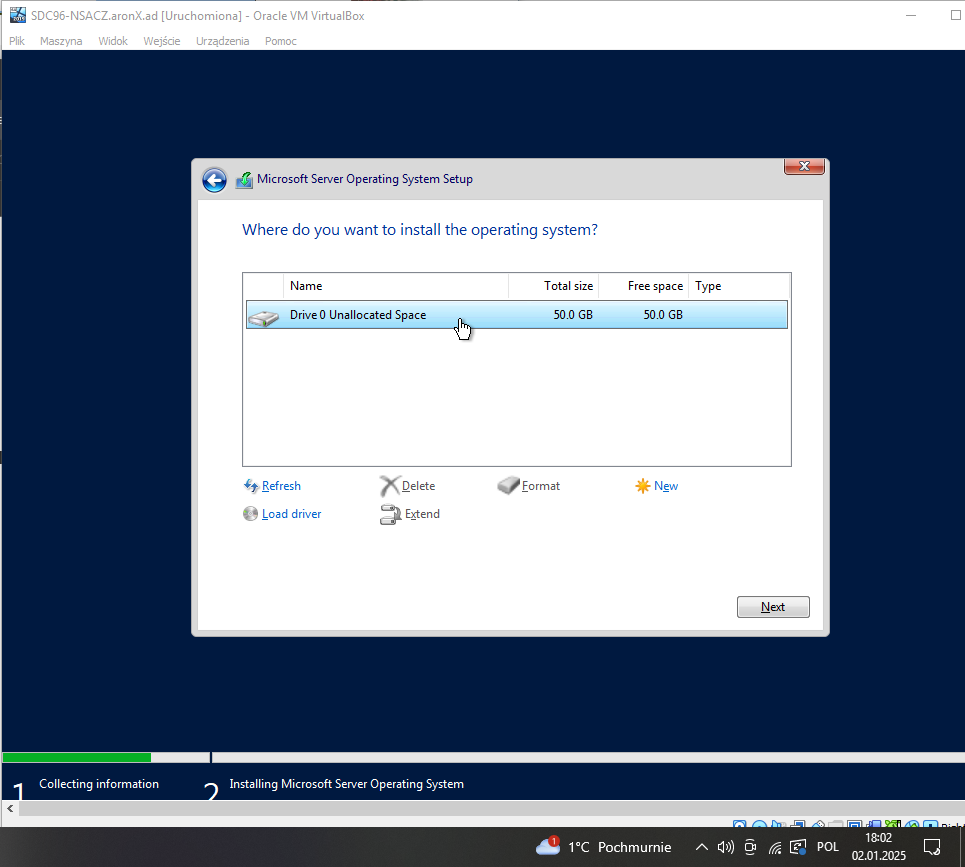 SDC96-NSACZ.aronX.ad [Uruchomiona] - Oracle VM VirtualBox
Plik Maszyna Widok Wejście Urządzenia Pomoc
Microsoft Server Operating System Setup
Where do you want to install the operating system?
Name Total size Free space Type
Drive 0 Unallocated Space 50.0 GB 50.0 GB
Refresh Delete Format New
Load driver Extend
Next
1 Collecting information 2 Installing Microsoft Server Operating System
1 1°C Pochmurnie POL 18:02
02.01.2025